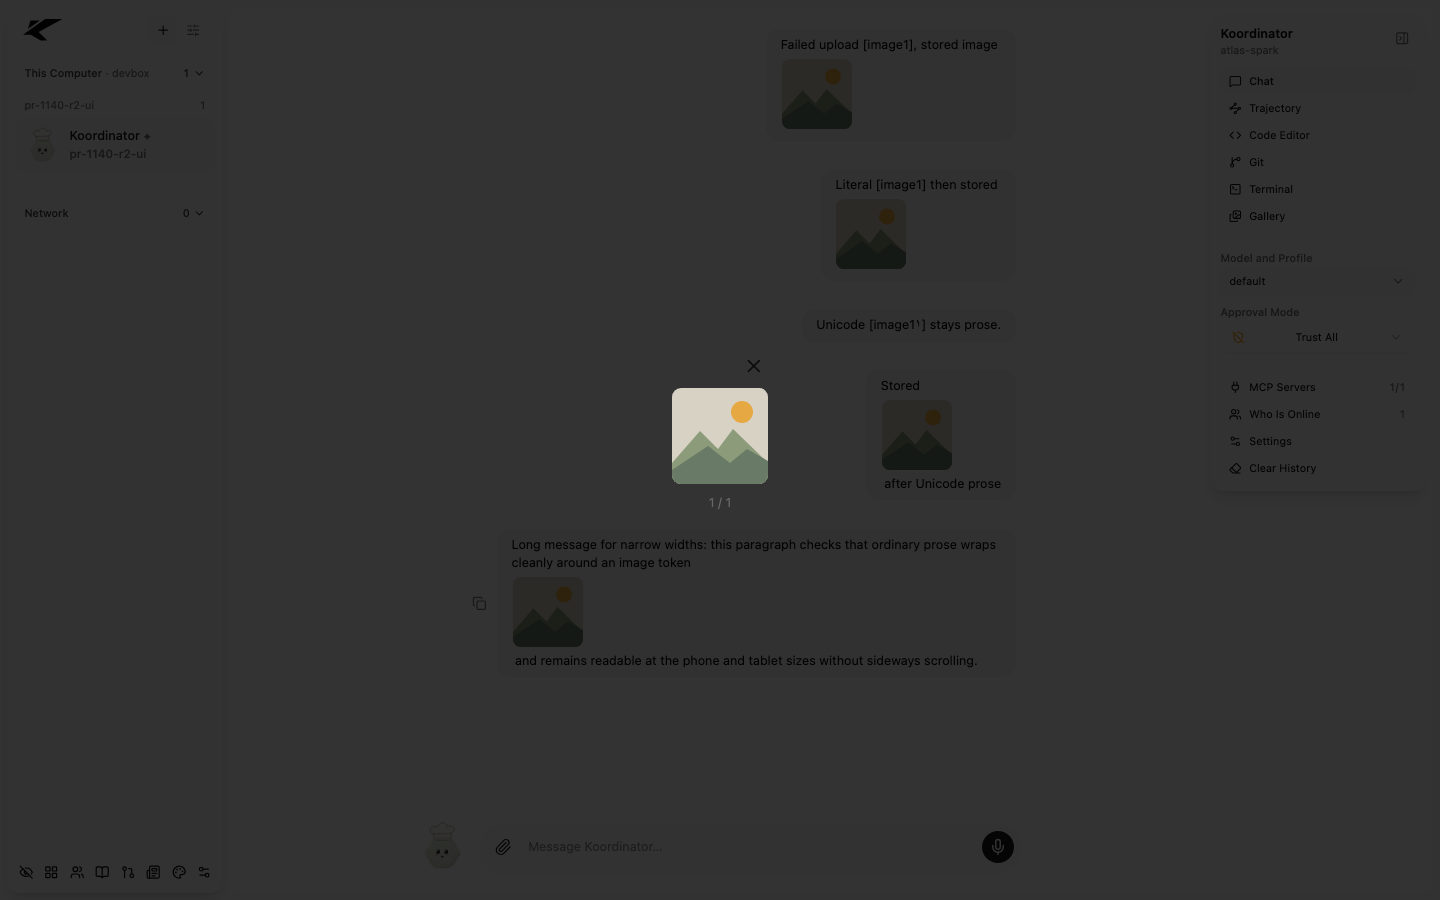 This Computer · devbox 1
pr-1140-r2-ui 1
Koordinator
pr-1140-r2-ui
Network 0
Failed upload [image1], stored image
Literal [image1] then stored
Unicode [image1١] stays prose.
Stored
after Unicode prose
1 / 1
Long message for narrow widths: this paragraph checks that ordinary prose wraps
cleanly around an image token
and remains readable at the phone and tablet sizes without sideways scrolling.
Message Koordinator...
Koordinator
atlas-spark
Chat
Trajectory
Code Editor
Git
Terminal
Gallery
Model and Profile
default
Approval Mode
Trust All
MCP Servers 1/1
Who Is Online 1
Settings
Clear History